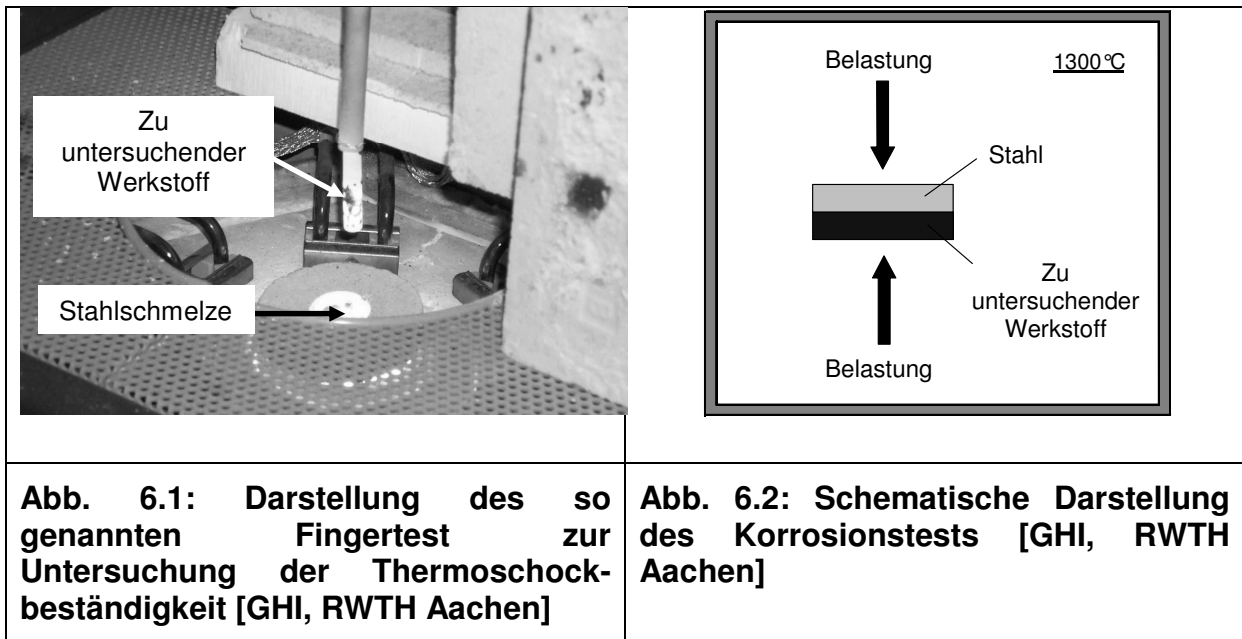 Zu
untersuchender
Werkstoff
Stahlschmelze
Belastung
1300°C
Stahl
Zu
untersuchender
Werkstoff
Belastung
Abb. 6.1: Darstellung des so
genannten Fingertest zur
Untersuchung der Thermoschock-
beständigkeit [GHI, RWTH Aachen]
Abb. 6.2: Schematische Darstellung
des Korrosionstests [GHI, RWTH
Aachen]